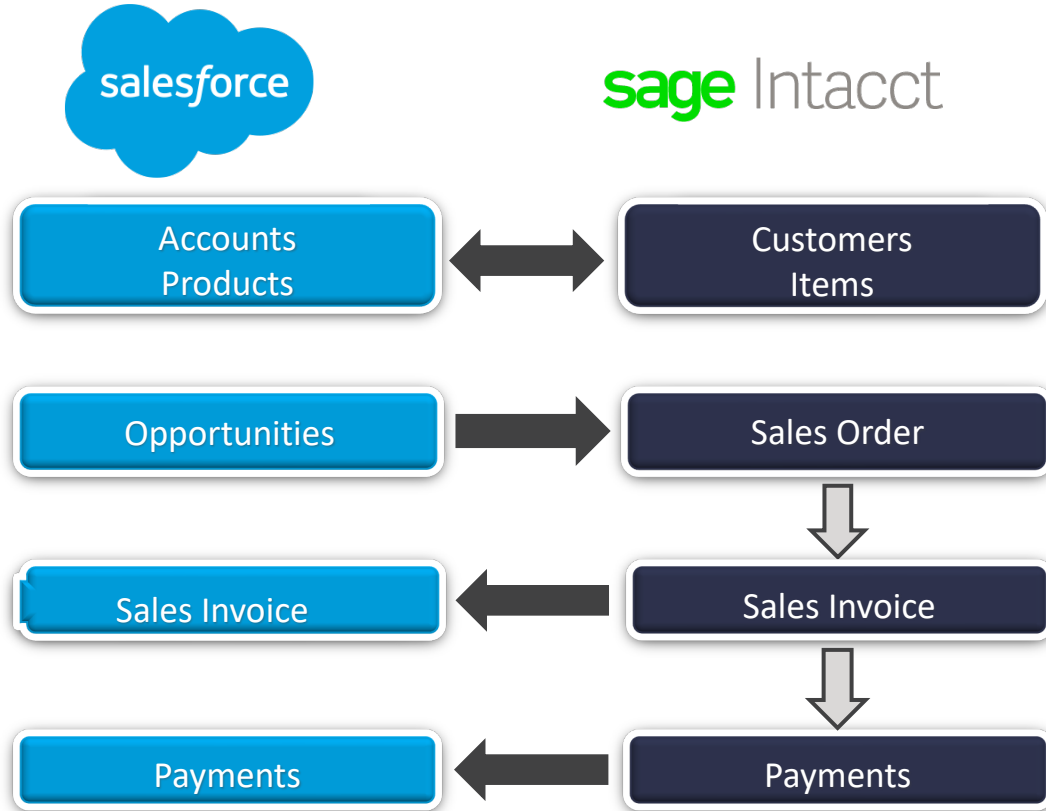 salesforce
sage Intacct
Accounts
Products
Customers
Items
Opportunities
Sales Order
Sales Invoice
Sales Invoice
Payments
Payments